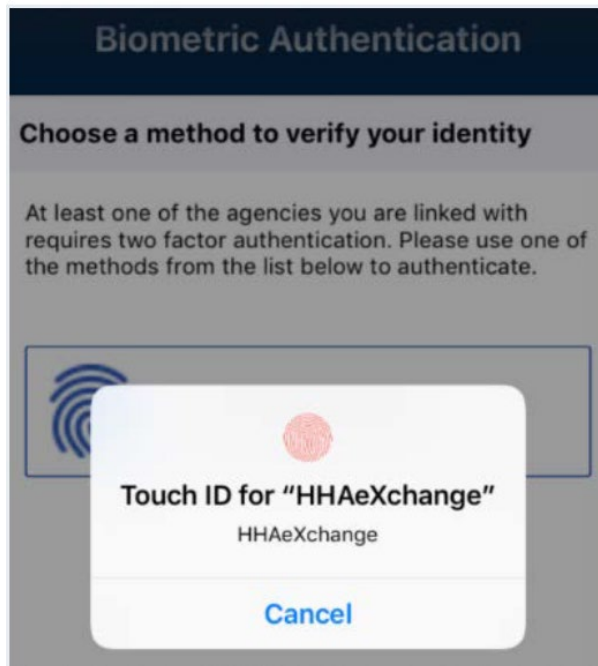 Biometric Authentication
Choose a method to verify your identity
At least one of the agencies you are linked with
requires two factor authentication. Please use one of
the methods from the list below to authenticate.
Touch ID for “HHAeXchange”
HHAeXchange
Cancel